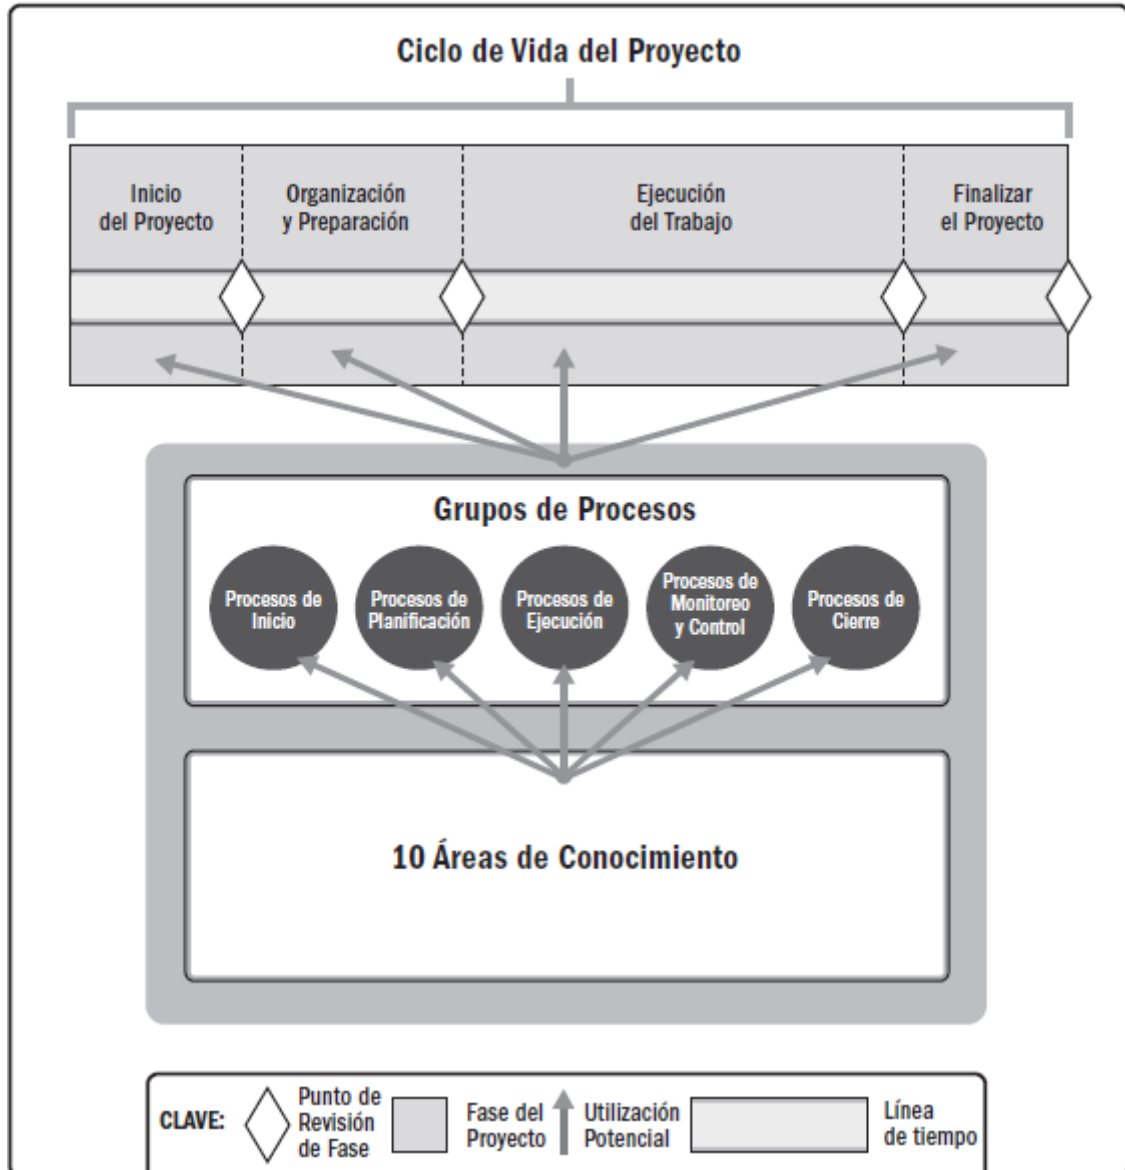 Ciclo de Vida del Proyecto
Inicio
del Proyecto
Organización
y Preparación
Ejecución
del Trabajo
Finalizar
el Proyecto
Grupos de Procesos
Procesos de
Inicio
Procesos de
Planificación
Procesos de
Ejecución
Procesos de
Monitoreo
y Control
Procesos de
Cierre
10 Áreas de Conocimiento
CLAVE:
Punto de
Revisión
de Fase
Fase del
Proyecto
Utilización
Potencial
Línea
de tiempo